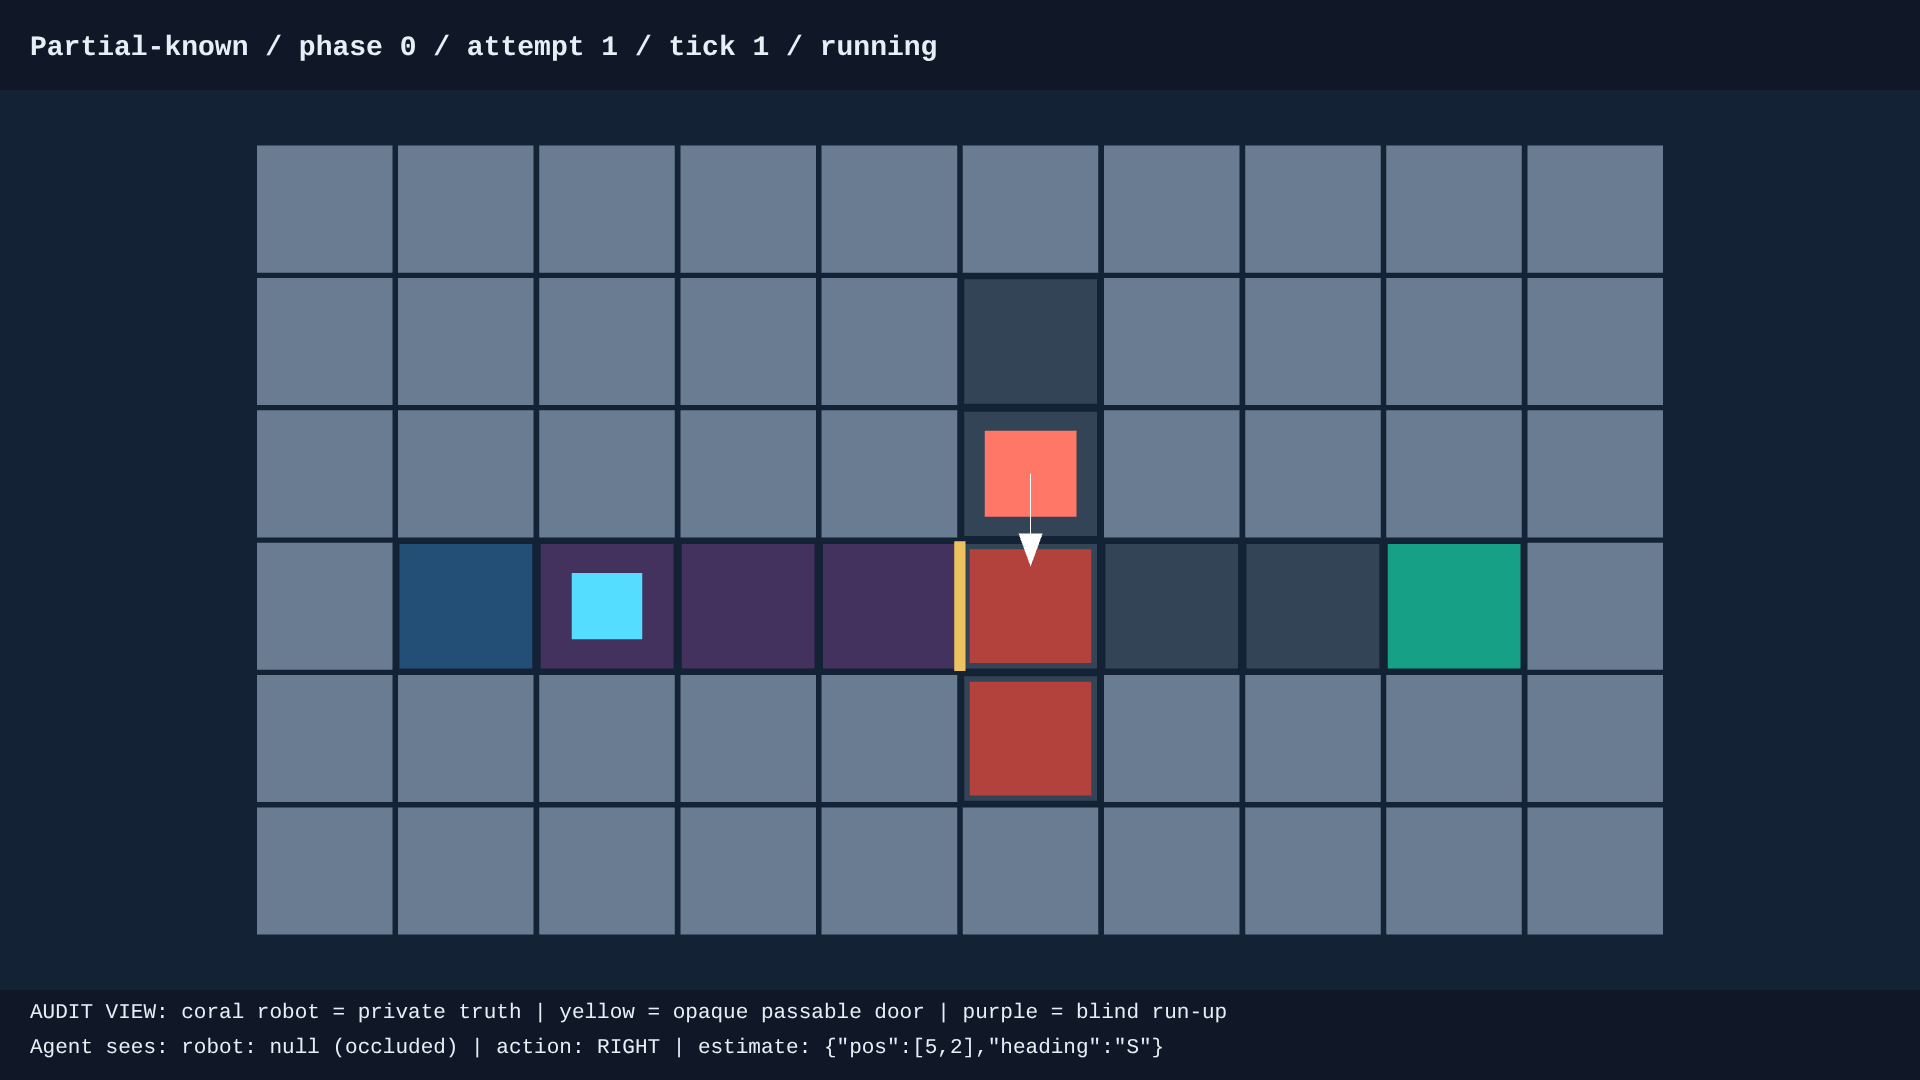 Partial-known / phase 0 / attempt 1 / tick 1 / running
AUDIT VIEW: coral robot = private truth | yellow = opaque passable door | purple = blind run-up
Agent sees: robot: null (occluded) | action: RIGHT | estimate: {"pos":[5,2],"heading":"S"}